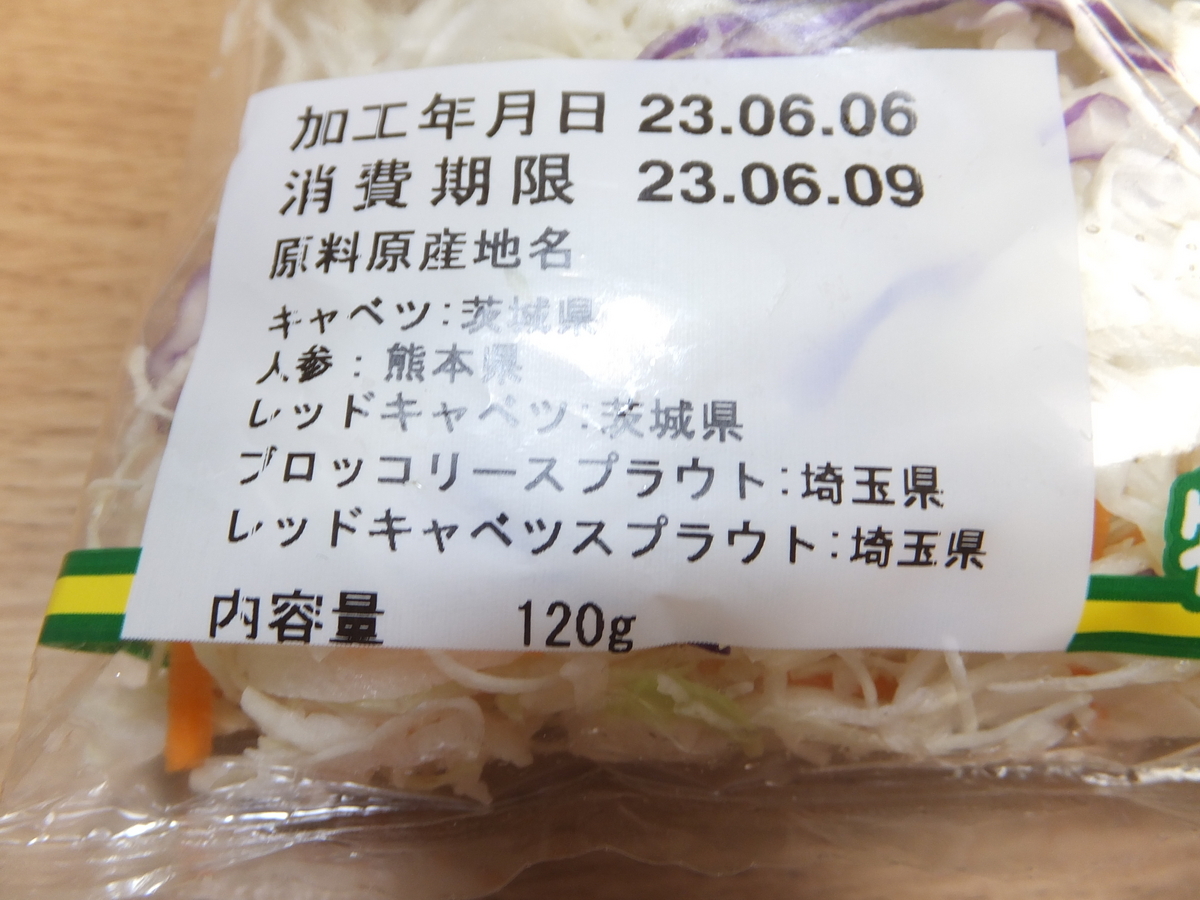 加工年月日 23.06.06
消費期限 23.06.09
原料原産地名
キャベツ:茨城県
人参:熊本県
レッドキャベツ:茨城県
ブロッコリースプラウト:埼玉県
レッドキャベツスプラウト:埼玉県
内容量 120g